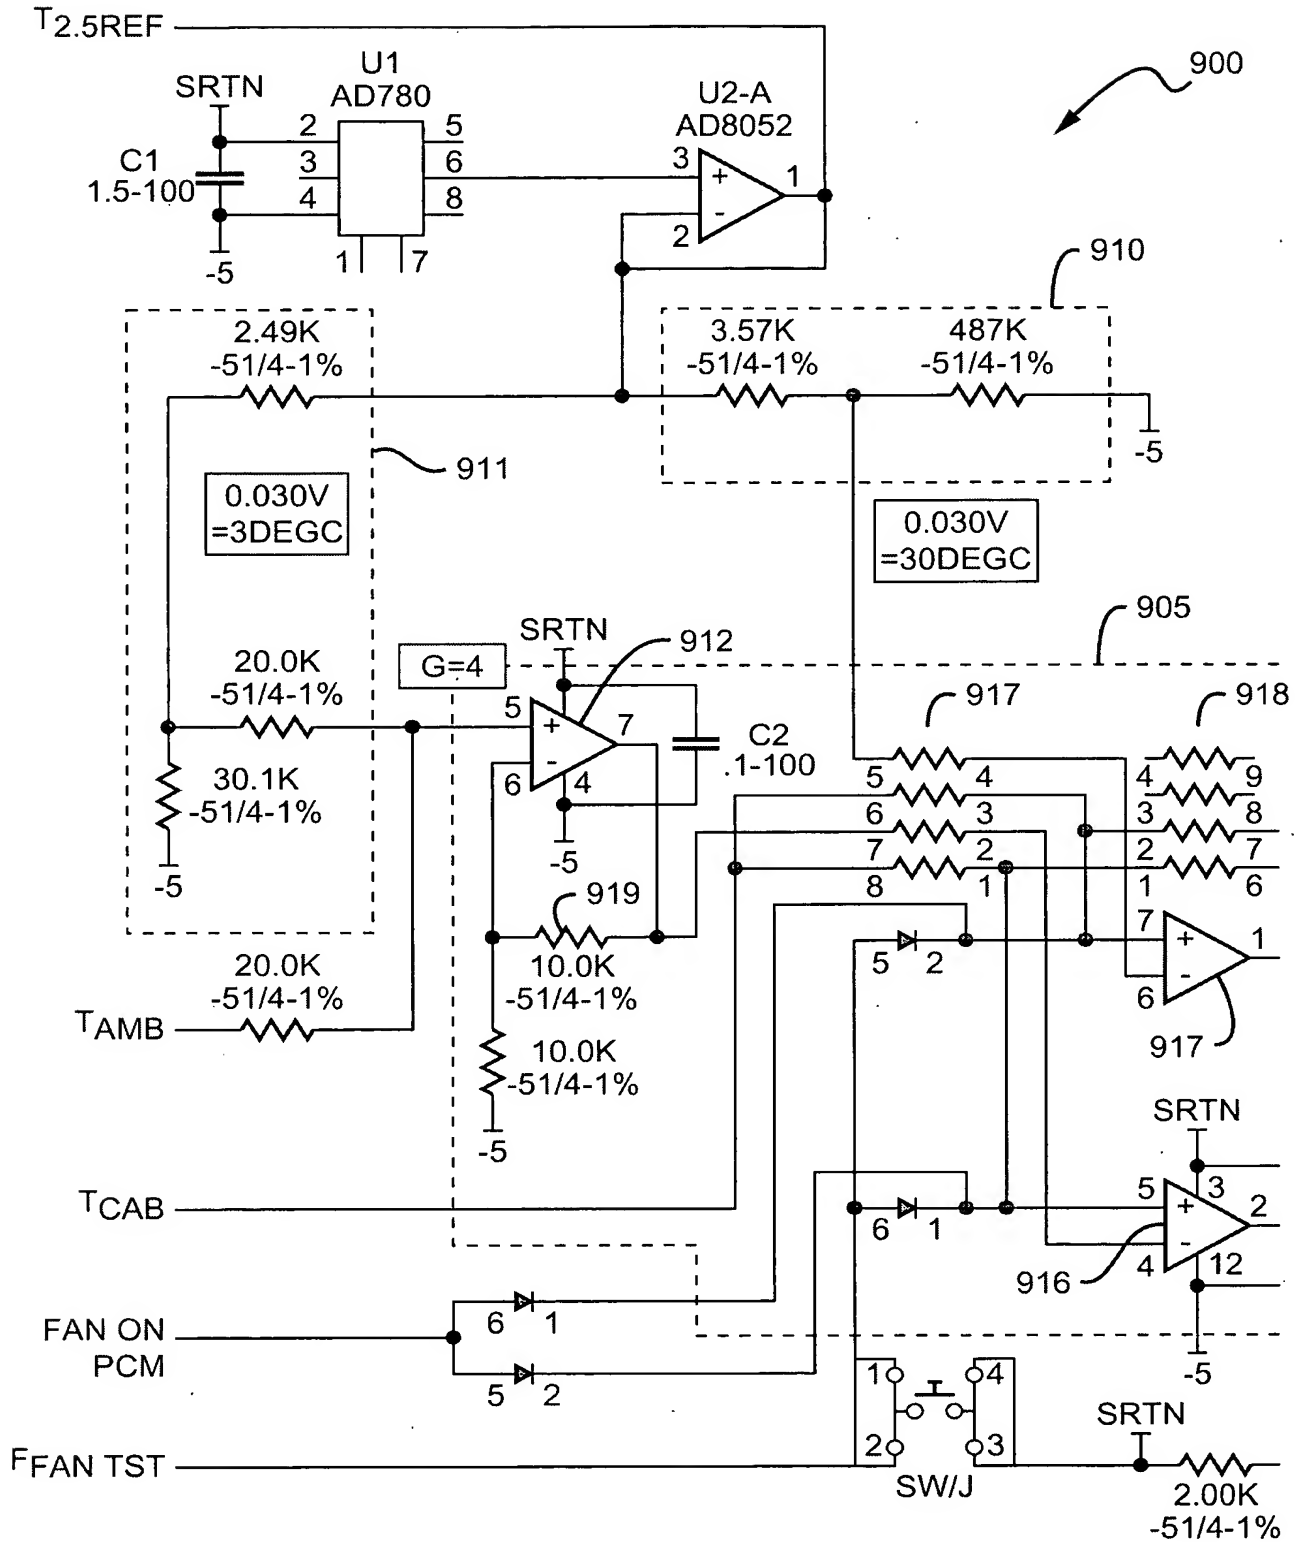 T2.5REF
900
U1
AD780
SRTN
U2-A
AD8052
2 5
3 6
4 8
1 7
C1
1.5-100
-5
3
+
1
-
2
910
2.49K
-51/4-1%
3.57K
-51/4-1%
487K
-51/4-1%
-5
911
0.030V
=3DEGC
0.030V
=30DEGC
905
SRTN
912
G=4
917
918
20.0K
-51/4-1%
5
+
7
-
6
4
C2
.1-100
30.1K
-51/4-1%
-5
-5
5 4 4 9
6 3 3 8
7 2 2 7
8 1 1 6
919
10.0K
-51/4-1%
5 2
7
+
1
-
6
917
20.0K
-51/4-1%
TAMB
10.0K
-51/4-1%
-5
SRTN
TCAB
6 1
5
+
3
2
-
4
12
916
-5
6 1
FAN ON
PCM
5 2
1 4
2 3
SW/J
FFAN TST
SRTN
2.00K
-51/4-1%